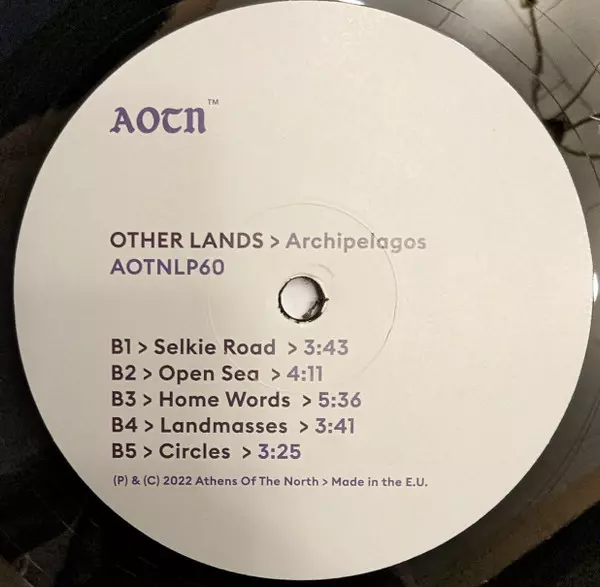 AOTN™
OTHER LANDS > Archipelagos
AOTNLP60
B1 > Selkie Road > 3:43
B2 > Open Sea > 4:11
B3 > Home Words > 5:36
B4 > Landmasses > 3:41
B5 > Circles > 3:25
(P) & (C) 2022 Athens Of The North > Made in the E.U.